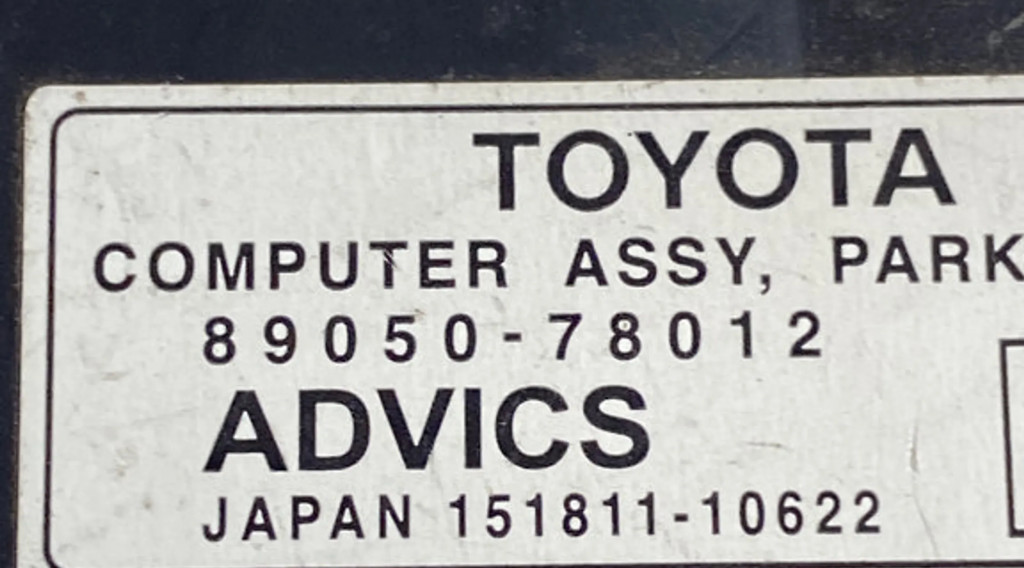 TOYOTA
COMPUTER ASSY, PARK
89050-78012
ADVICS
JAPAN 151811-10622